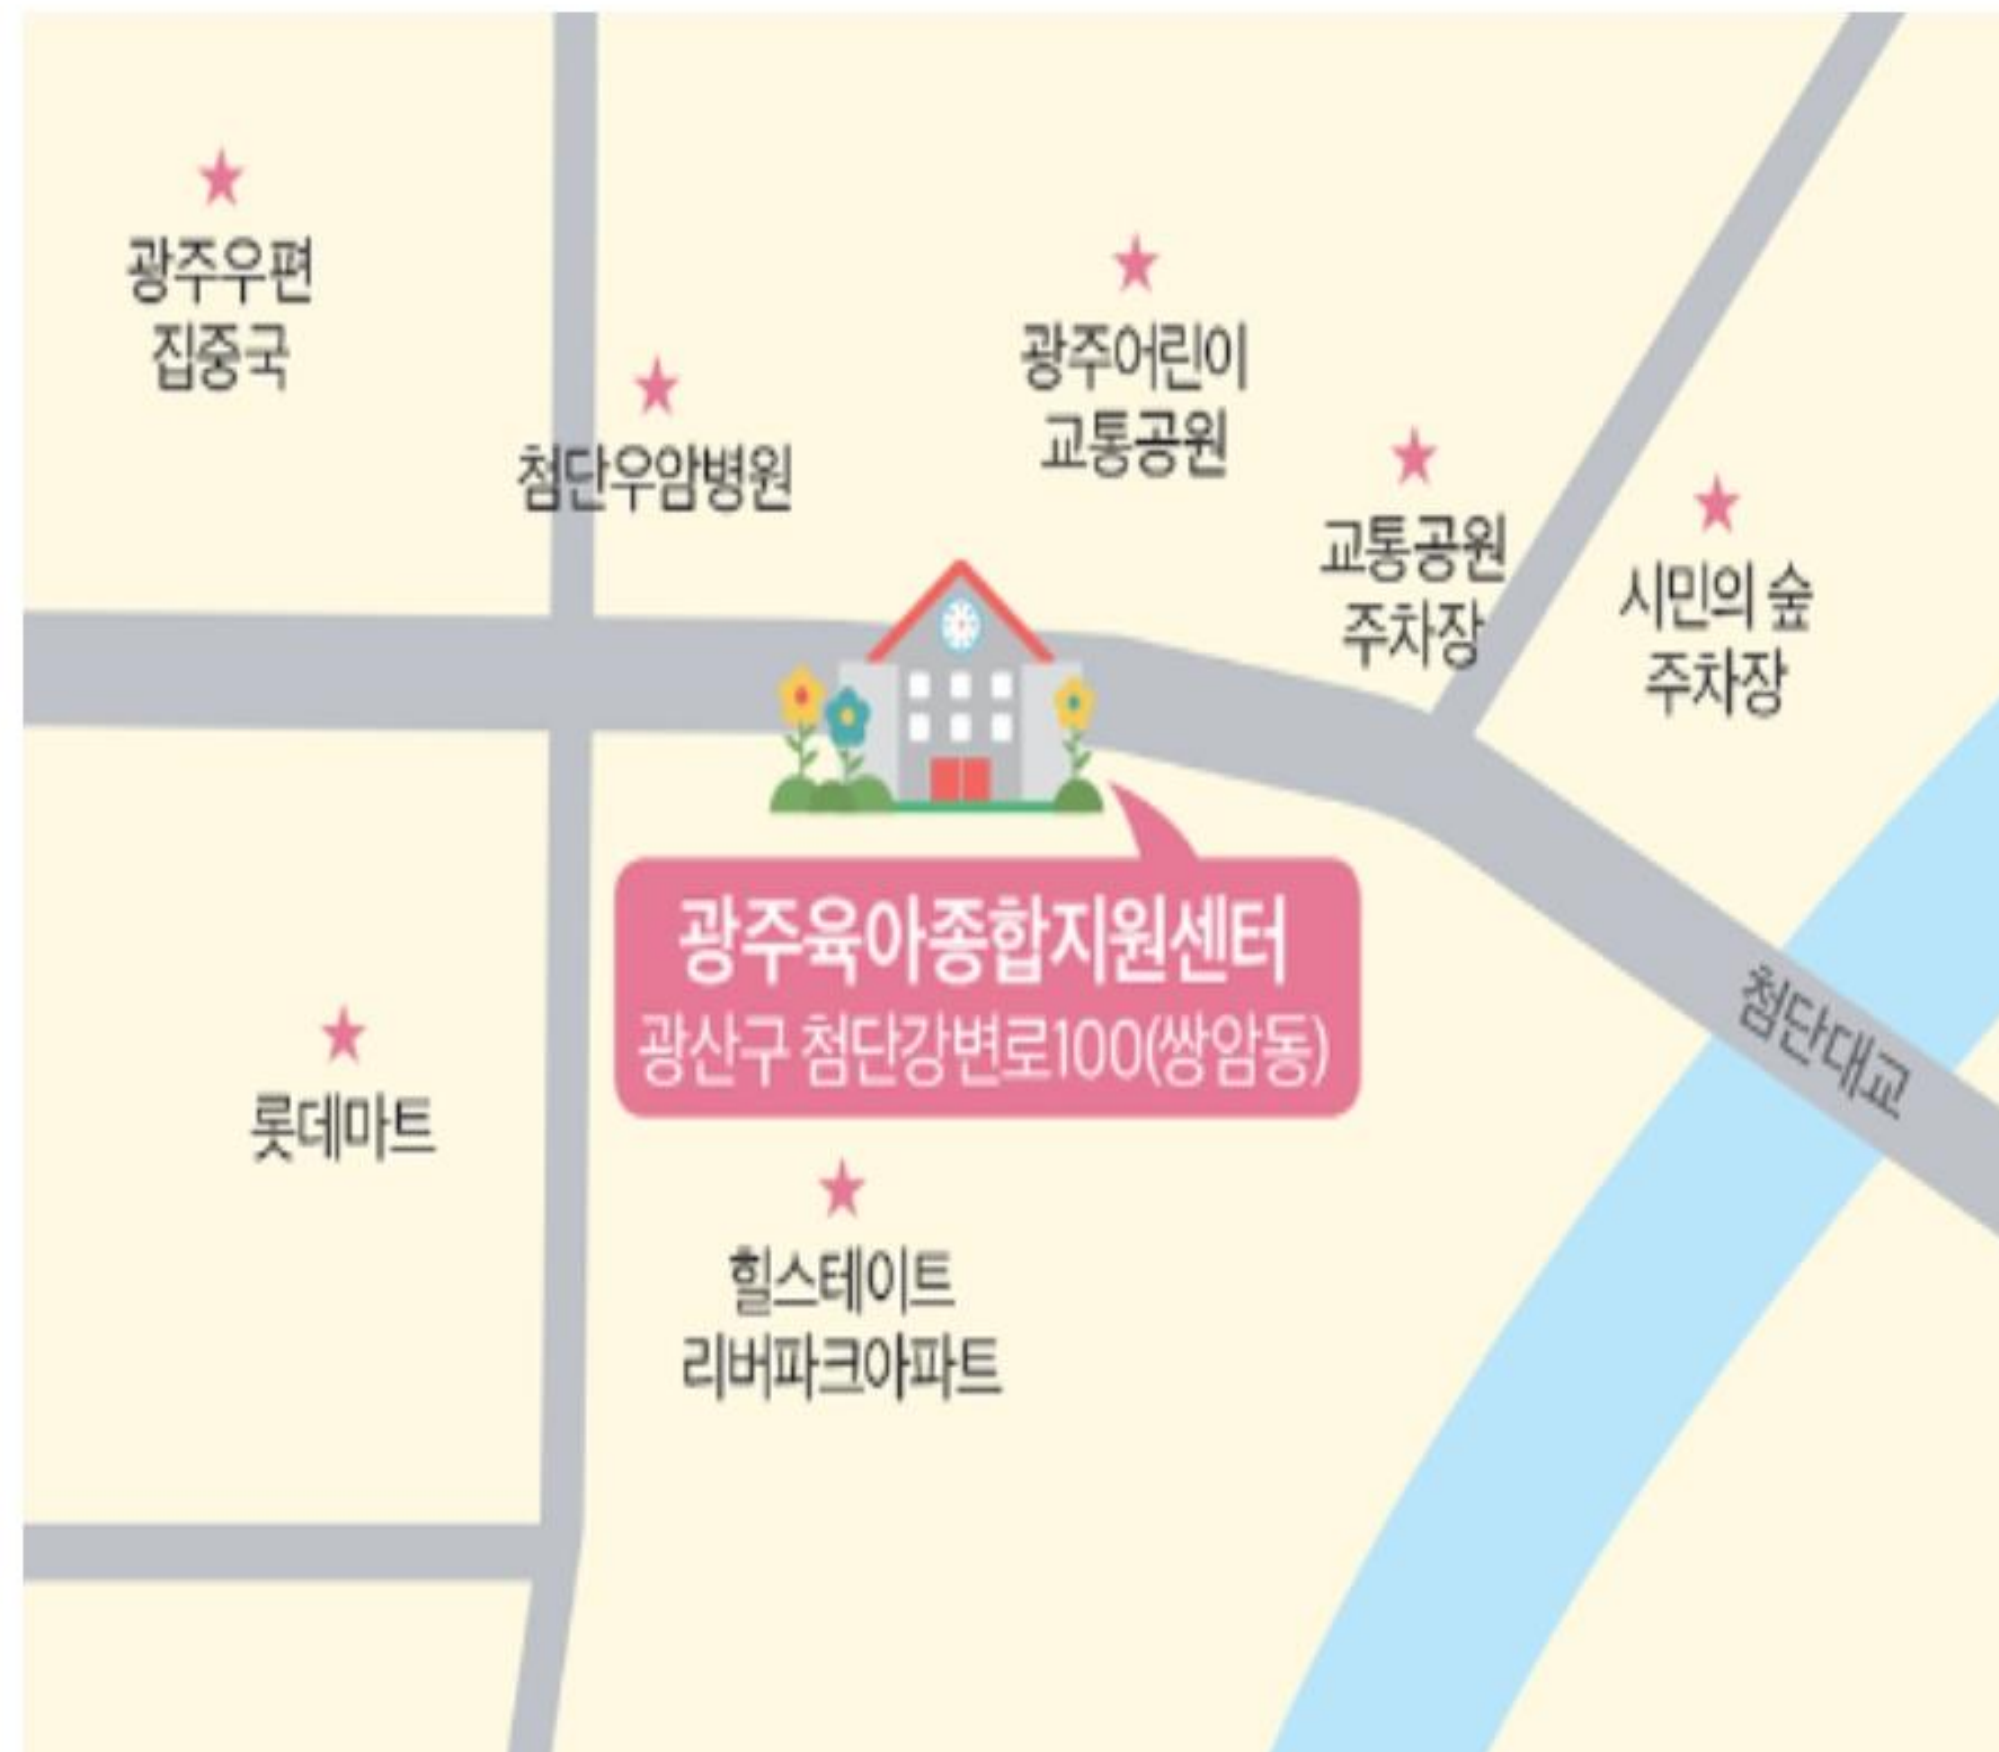 광주우편
집중국
첨단우암병원
광주어린이
교통공원
교통공원
주차장
시민의 숲
주차장
광주육아종합지원센터
광산구 첨단강변로100(쌍암동)
첨단대교
롯데마트
힐스테이트
리버파크아파트